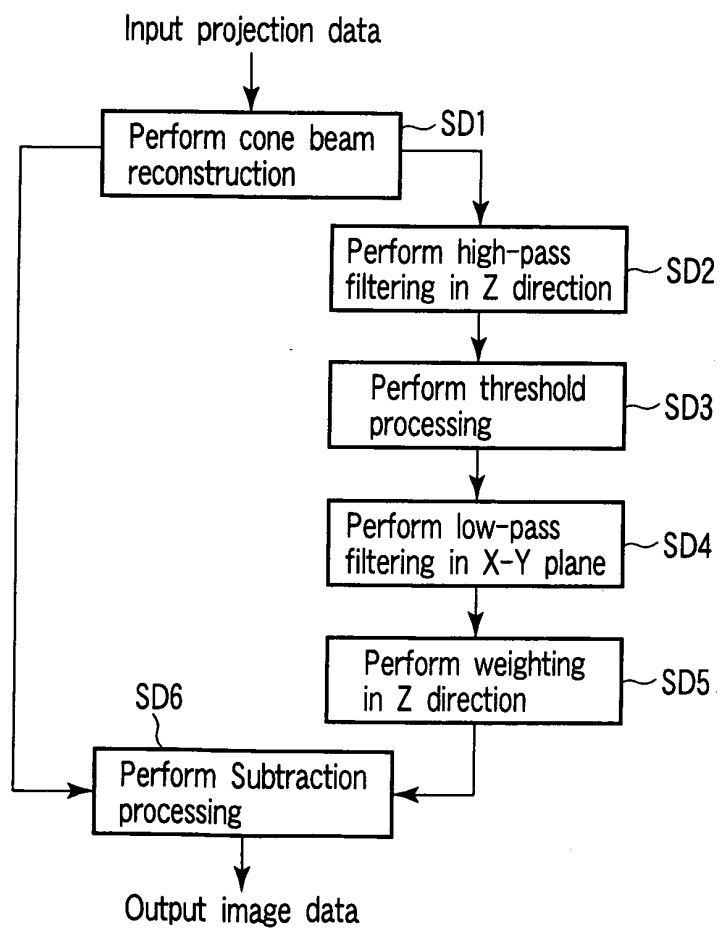 Input projection data
SD1
Perform cone beam
reconstruction
Perform high-pass
filtering in Z direction
SD2
Perform threshold
processing
SD3
Perform low-pass
filtering in X-Y plane
SD4
Perform weighting
in Z direction
SD5
SD6
Perform Subtraction
processing
Output image data